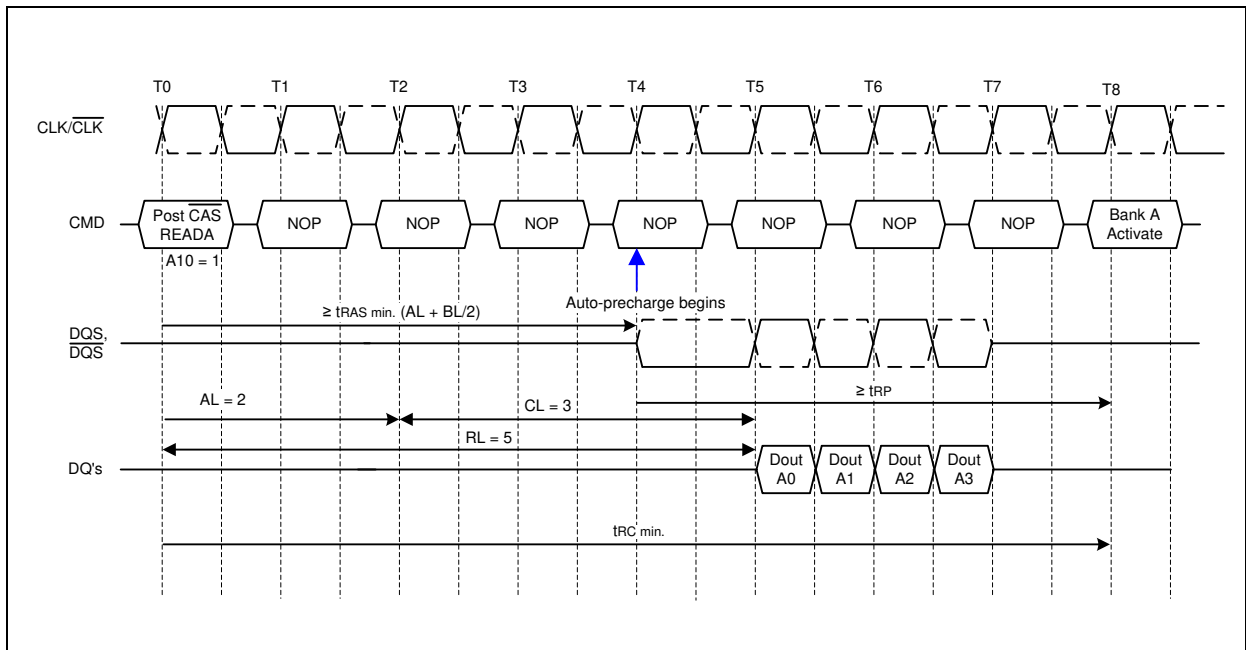 T0 T1 T2 T3 T4 T5 T6 T7 T8
CLK/CLK
CMD
Post CAS
READA
NOP NOP NOP NOP NOP NOP NOP
Bank A
Activate
A10 = 1
Auto-precharge begins
≥ tRAS min. (AL + BL/2)
DQS,
DQS
AL = 2
CL = 3
≥ tRP
RL = 5
DQ's
Dout
A0
Dout
A1
Dout
A2
Dout
A3
tRC min.